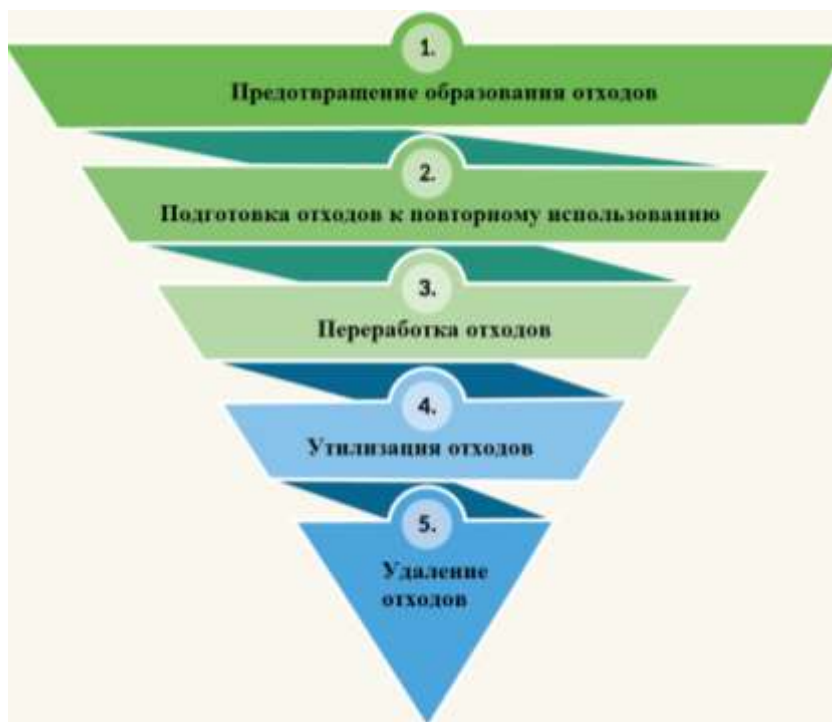 1.
Предотвращение образования отходов
2.
Подготовка отходов к повторному использованию
3.
Переработка отходов
4.
Утилизация отходов
5.
Удаление
отходов